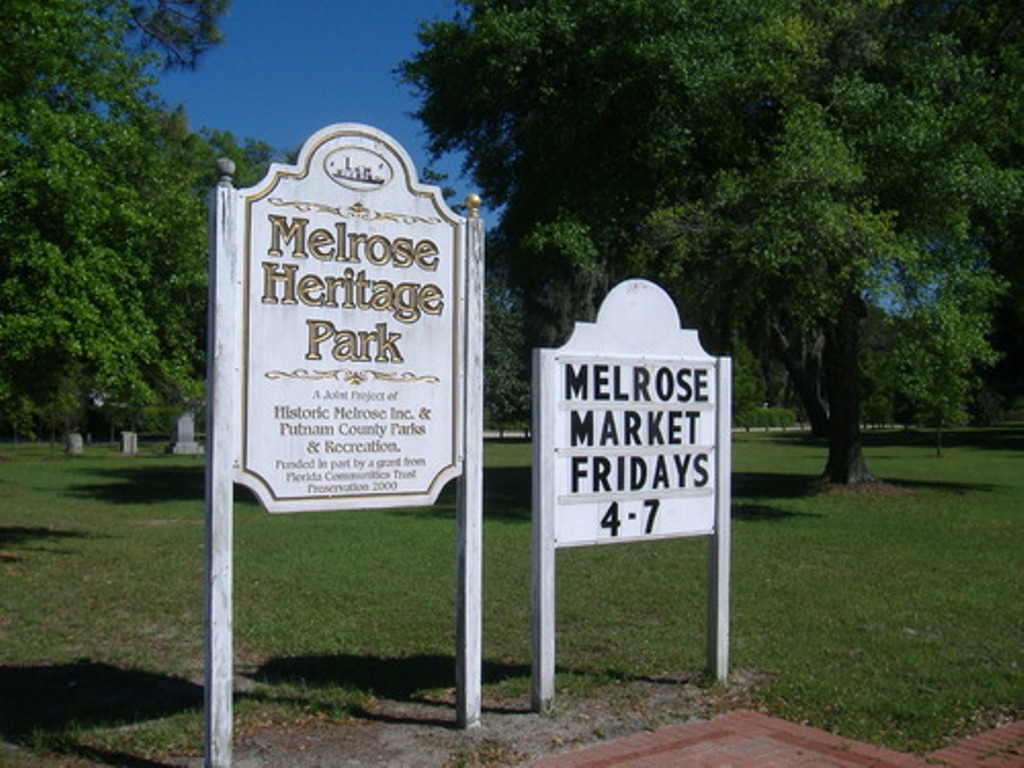 Melrose
Heritage
Park
A Joint Project of
Historic Melrose Inc. &
Putnam County Parks
& Recreation.
Funded in part by a grant from
Florida Communities Trust
Preservation 2000
MELROSE
MARKET
FRIDAYS
4-7